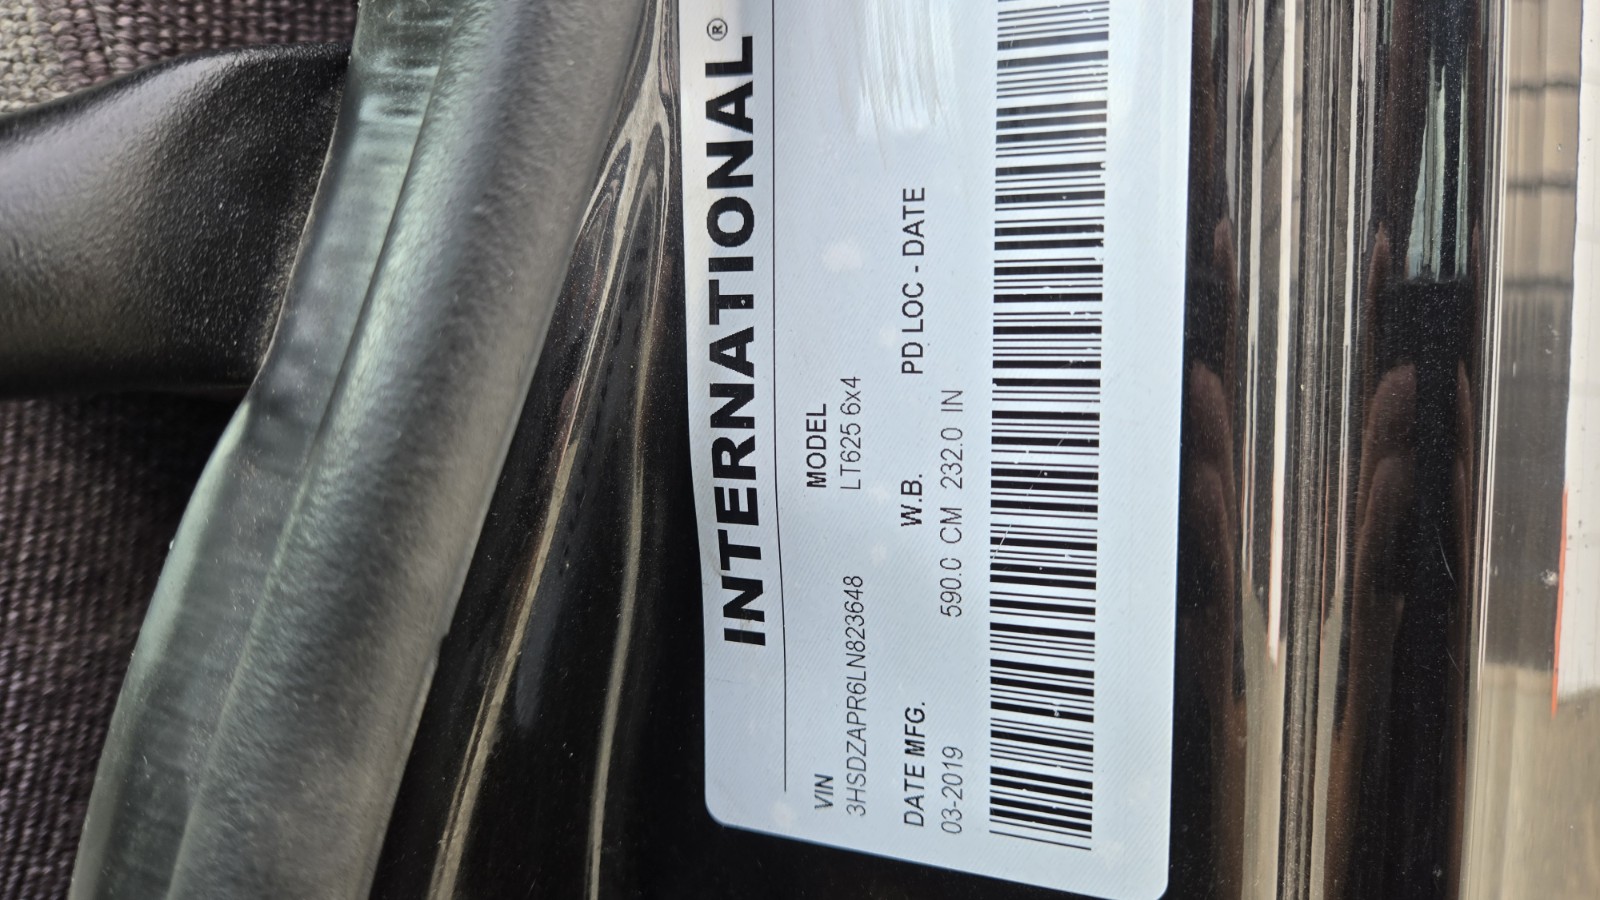 INTERNATIONAL®
VIN MODEL
3HSDZAPR6LN823648 LT625 6x4
DATE MFG. W.B. PD LOC - DATE
03-2019 590.0 CM 232.0 IN